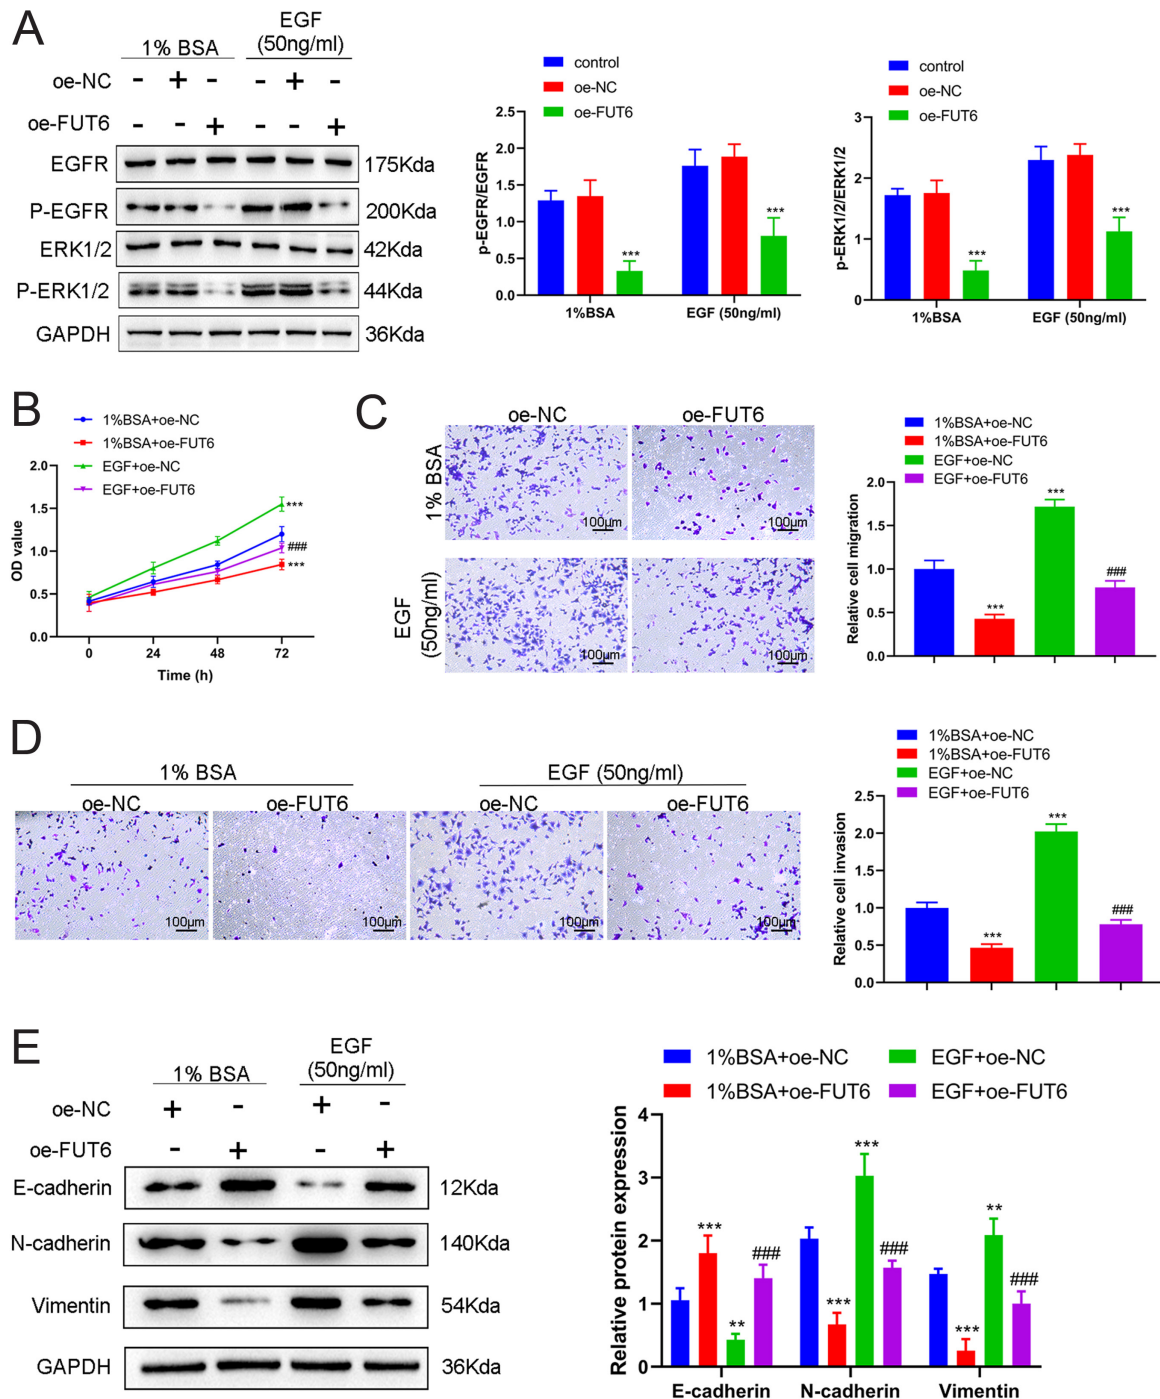 A
1% BSA
EGF
(50ng/ml)
oe-NC - + - - + -
oe-FUT6 - - + - - +
EGFR 175Kda
P-EGFR 200Kda
ERK1/2 42Kda
P-ERK1/2 44Kda
GAPDH 36Kda
control
oe-NC
oe-FUT6
p-EGFR/EGFR
2.5
2.0
1.5
1.0
0.5
0.0
***
***
1%BSA EGF (50ng/ml)
control
oe-NC
oe-FUT6
p-ERK1/2/ERK1/2
3
2
1
0
***
***
1%BSA EGF (50ng/ml)
B
1%BSA+oe-NC
1%BSA+oe-FUT6
EGF+oe-NC
EGF+oe-FUT6
OD value
2.0
1.5
1.0
0.5
0.0
***
###
***
0 24 48 72
Time (h)
C
oe-NC oe-FUT6
1% BSA
100μm 100μm
EGF
(50ng/ml)
100μm 100μm
1%BSA+oe-NC
1%BSA+oe-FUT6
EGF+oe-NC
EGF+oe-FUT6
Relative cell migration
2.0
1.5
1.0
0.5
0.0
***
***
###
D
1% BSA EGF (50ng/ml)
oe-NC oe-FUT6 oe-NC oe-FUT6
100μm 100μm 100μm 100μm
1%BSA+oe-NC
1%BSA+oe-FUT6
EGF+oe-NC
EGF+oe-FUT6
Relative cell invasion
2.5
2.0
1.5
1.0
0.5
0.0
***
***
###
E
1% BSA
EGF
(50ng/ml)
oe-NC + - + -
oe-FUT6 - + - +
E-cadherin 12Kda
N-cadherin 140Kda
Vimentin 54Kda
GAPDH 36Kda
1%BSA+oe-NC EGF+oe-NC
1%BSA+oe-FUT6 EGF+oe-FUT6
Relative protein expression
4
3
2
1
0
*** ** ###
*** *** ###
*** ** ###
E-cadherin N-cadherin Vimentin